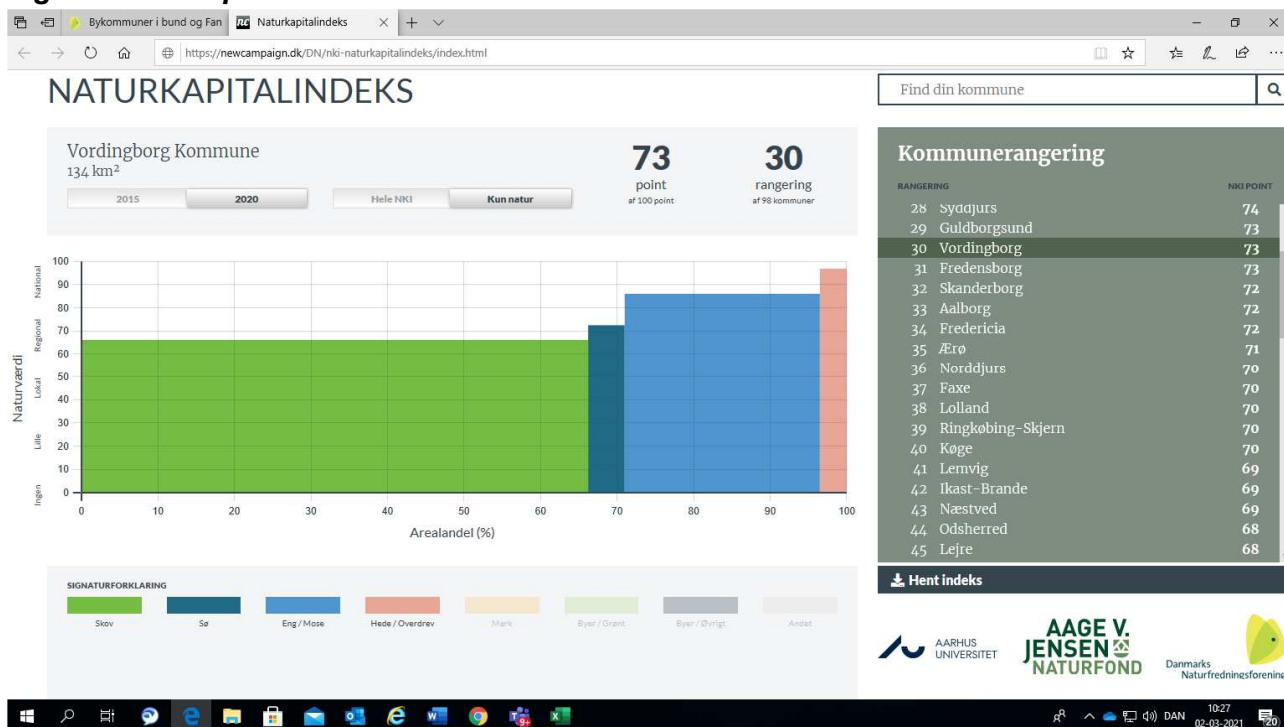 Bykommuner i bund og Fan
Naturkapitalindeks
https://newcampaign.dk/DN/nki-naturkapitalindeks/index.html
NATURKAPITALINDEKS
Find din kommune
Vordingborg Kommune
134 km²
2015 2020 Hele NKI Kun natur
73
point
af 100 point
30
rangering
af 98 kommuner
Naturværdi
National
Regional
Lokal
Lille
Ingen
100
90
80
70
60
50
40
30
20
10
0
0 10 20 30 40 50 60 70 80 90 100
Arealandel (%)
SIGNATURFORKLARING
Skov Sø Eng / Mose Hede / Overdrev Mark Byer / Grønt Byer / Øvrigt Andet
Kommunerangering
RANGERING NKI POINT
28 Syddjurs 74
29 Guldborgsund 73
30 Vordingborg 73
31 Fredensborg 73
32 Skanderborg 72
33 Aalborg 72
34 Fredericia 72
35 Ærø 71
36 Norddjurs 70
37 Faxe 70
38 Lolland 70
39 Ringkøbing-Skjern 70
40 Køge 70
41 Lemvig 69
42 Ikast-Brande 69
43 Næstved 69
44 Odsherred 68
45 Lejre 68
Hent indeks
AARHUS
UNIVERSITET
AAGE V.
JENSEN
NATURFOND
Danmarks
Naturfredningsforening
DAN
10:27
02-03-2021